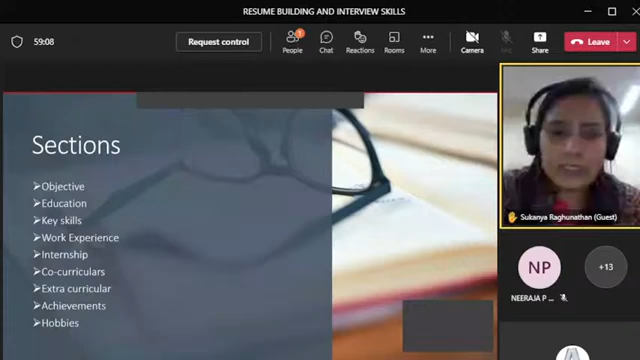 RESUME BUILDING AND INTERVIEW SKILLS
59:08
Request control
People
Chat
Reactions
Rooms
More
Camera
Mic
Share
Leave
Sections
➢Objective
➢Education
➢Key skills
➢Work Experience
➢Internship
➢Co-curriculars
➢Extra curricular
➢Achievements
➢Hobbies
Sukanya Raghunathan (Guest)
NP
+13
NEERAJA P ...